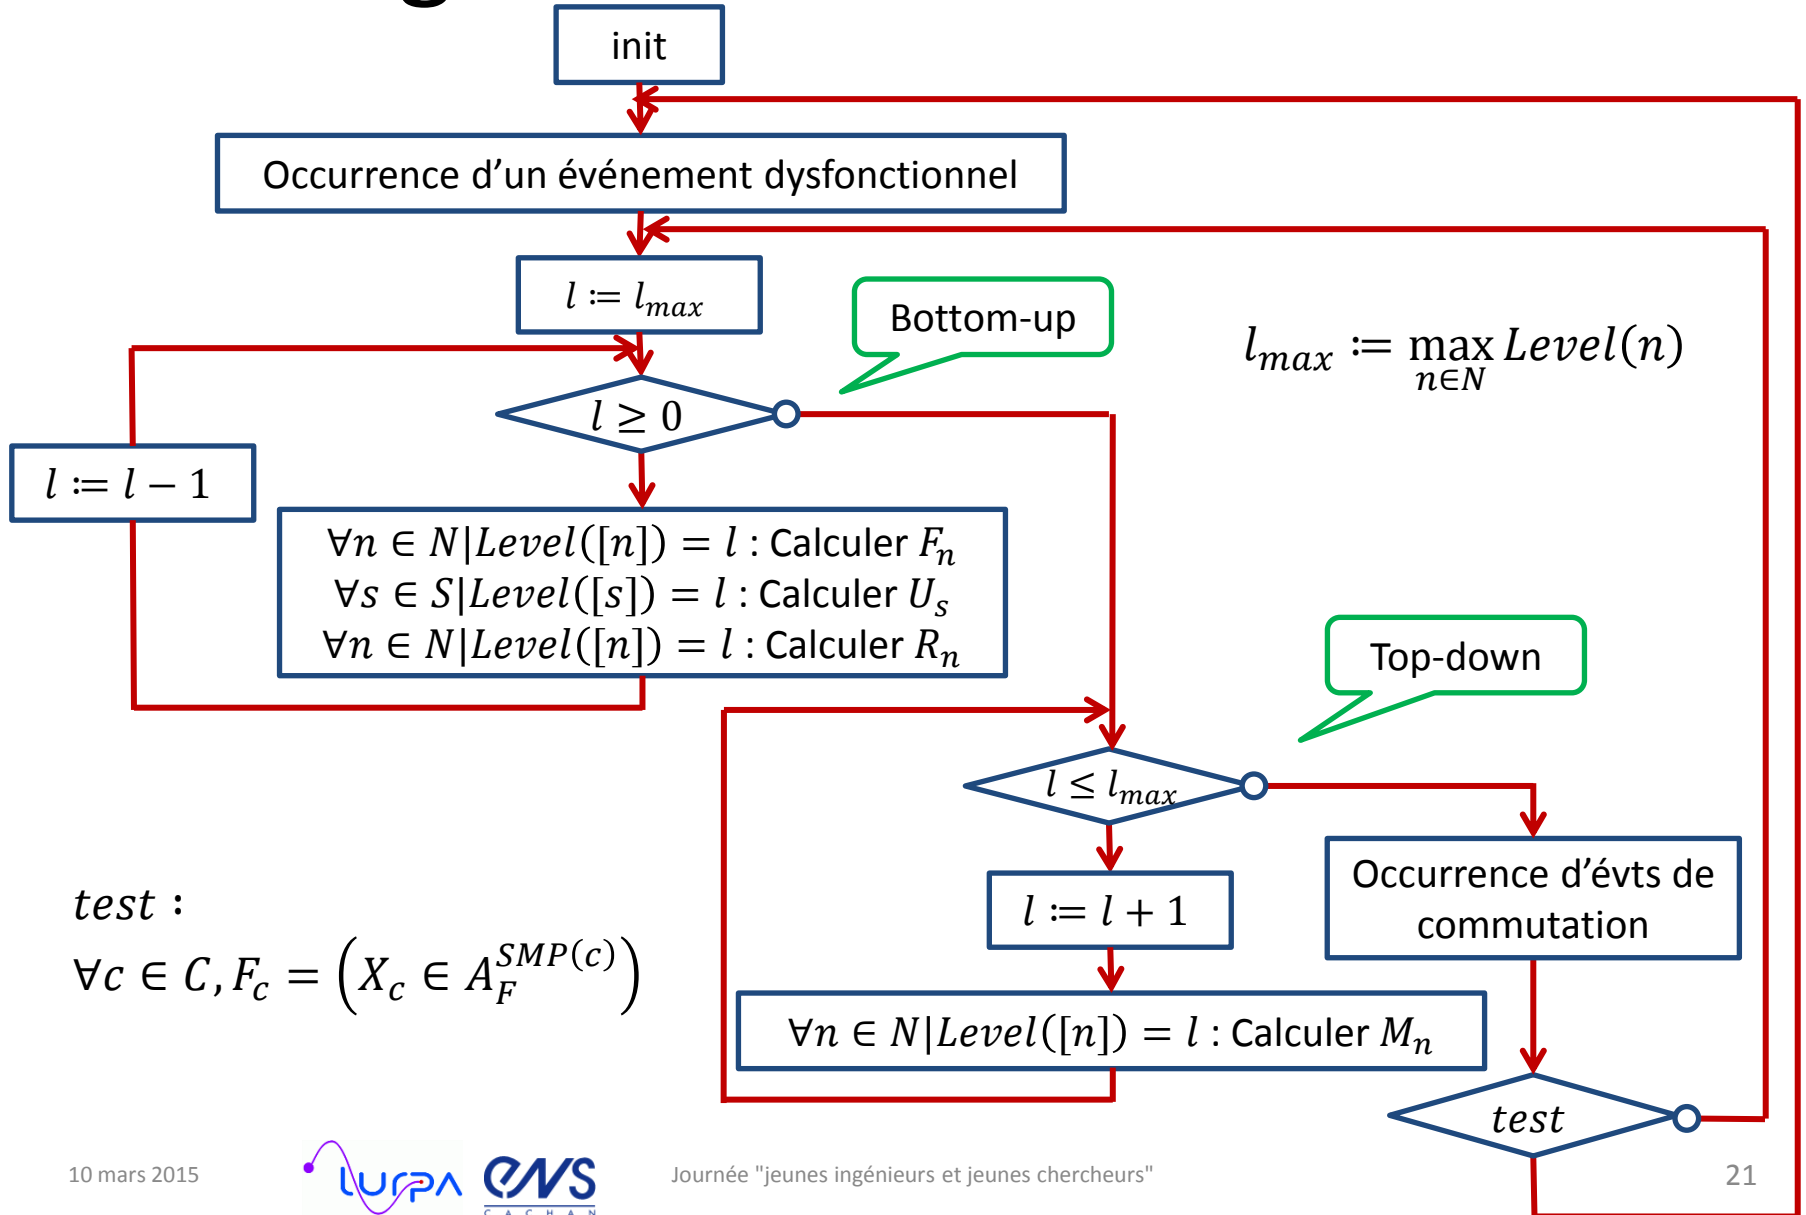 init
Occurrence d'un événement dysfonctionnel
l ≔ l_max
Bottom-up
l_max ≔ max Level(n)
n∈N
l ≥ 0
l ≔ l − 1
∀n ∈ N|Level([n]) = l : Calculer F_n
∀s ∈ S|Level([s]) = l : Calculer U_s
∀n ∈ N|Level([n]) = l : Calculer R_n
Top-down
l ≤ l_max
Occurrence d'évts de
commutation
l ≔ l + 1
test :
∀c ∈ C, F_c = (X_c ∈ A_F^SMP(c))
∀n ∈ N|Level([n]) = l : Calculer M_n
test
10 mars 2015
LURPA
ENS
CACHAN
Journée "jeunes ingénieurs et jeunes chercheurs"
21